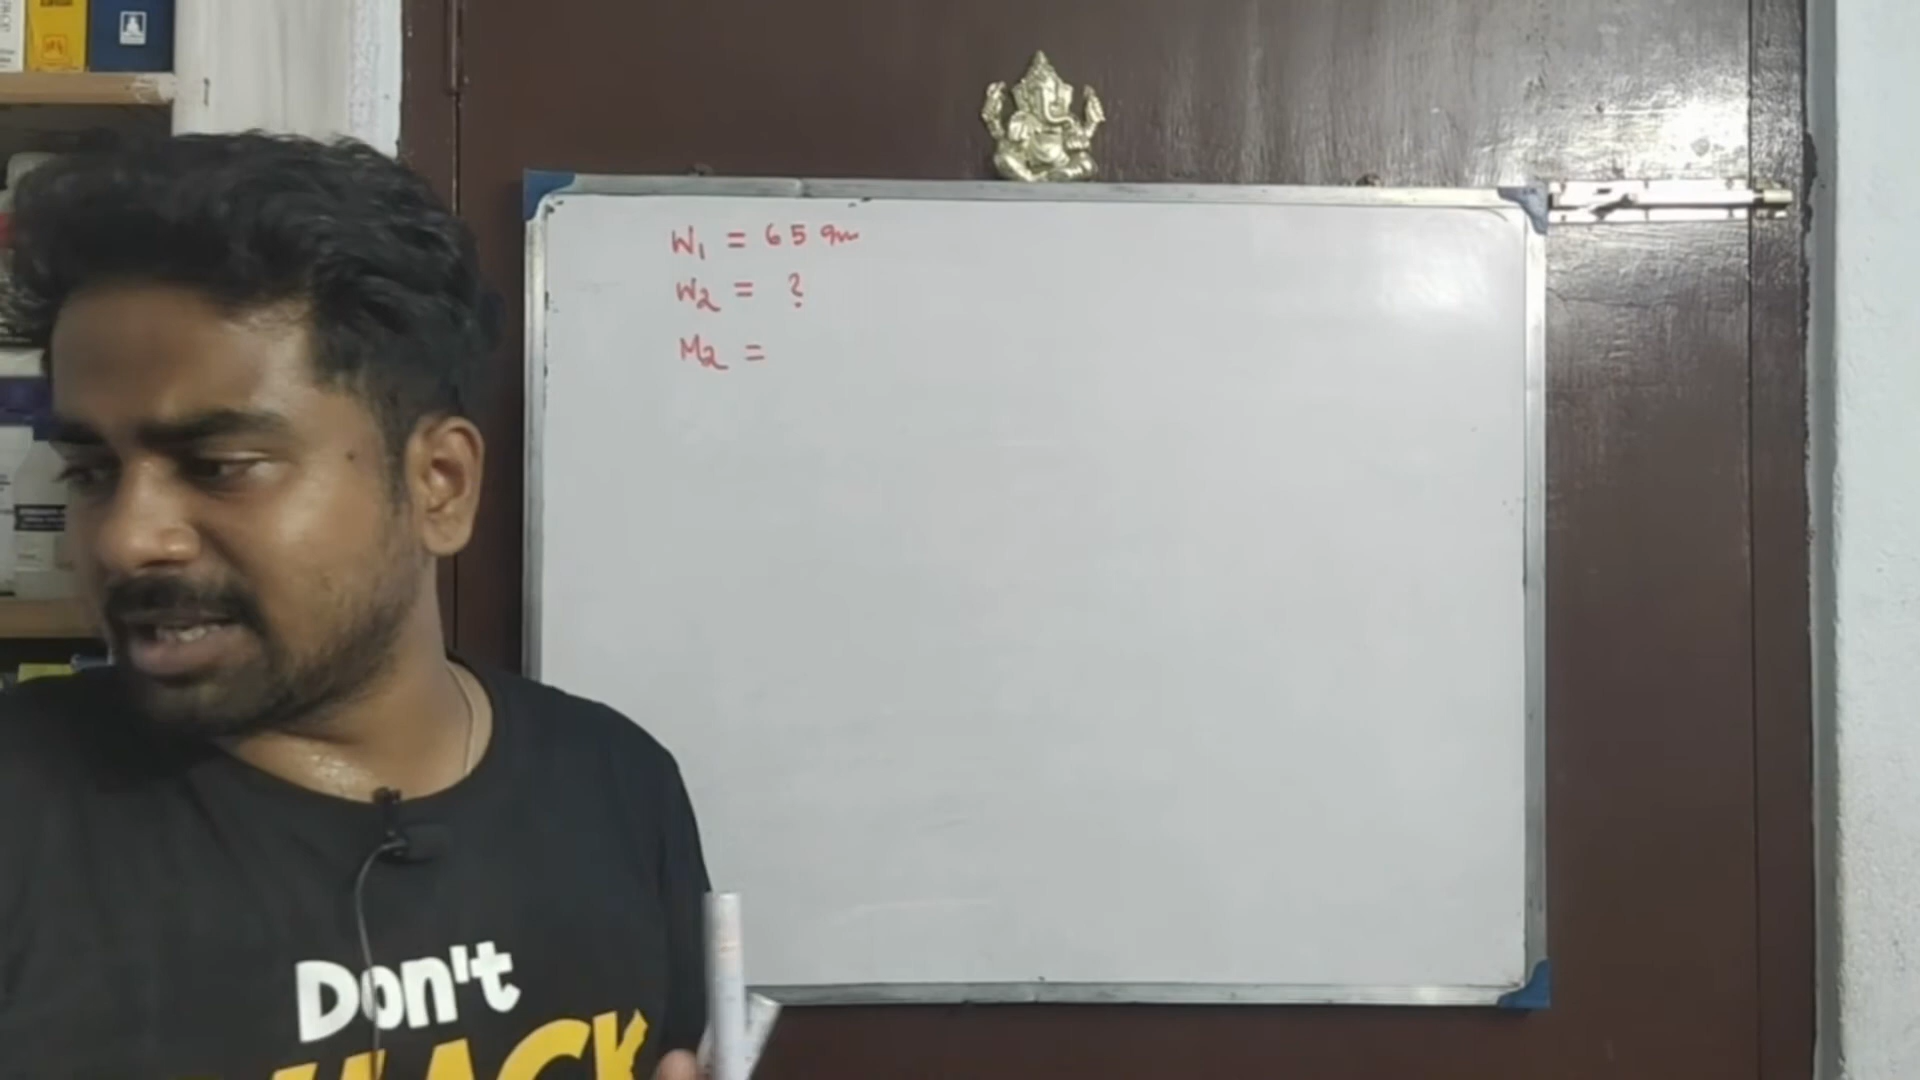 W1 = 65 gm
W2 = ?
M2 =
Don't